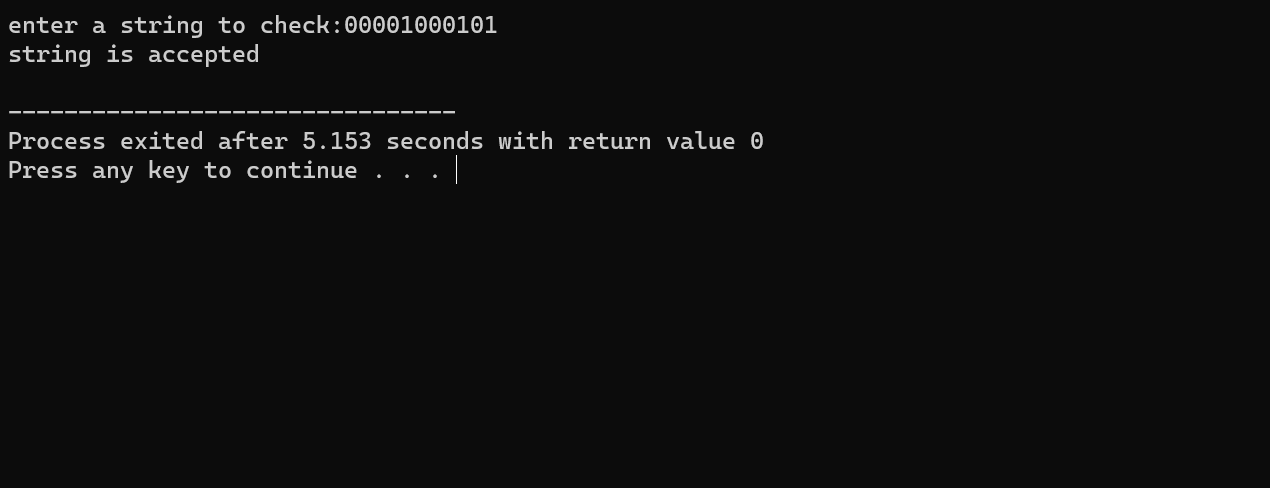 enter a string to check:00001000101
string is accepted
--------------------------------
Process exited after 5.153 seconds with return value 0
Press any key to continue . . .